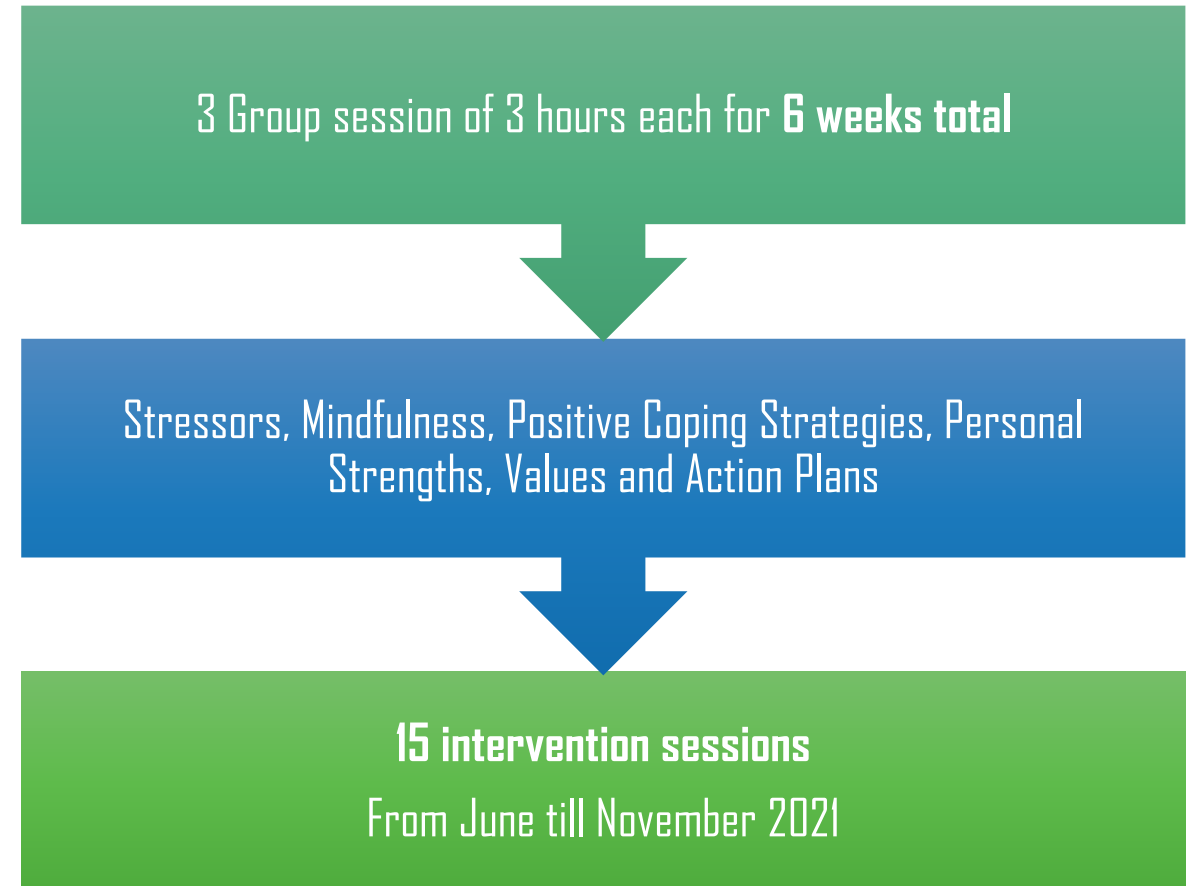 3 Group session of 3 hours each for 6 weeks total
Stressors, Mindfulness, Positive Coping Strategies, Personal
Strengths, Values and Action Plans
15 intervention sessions
From June till November 2021